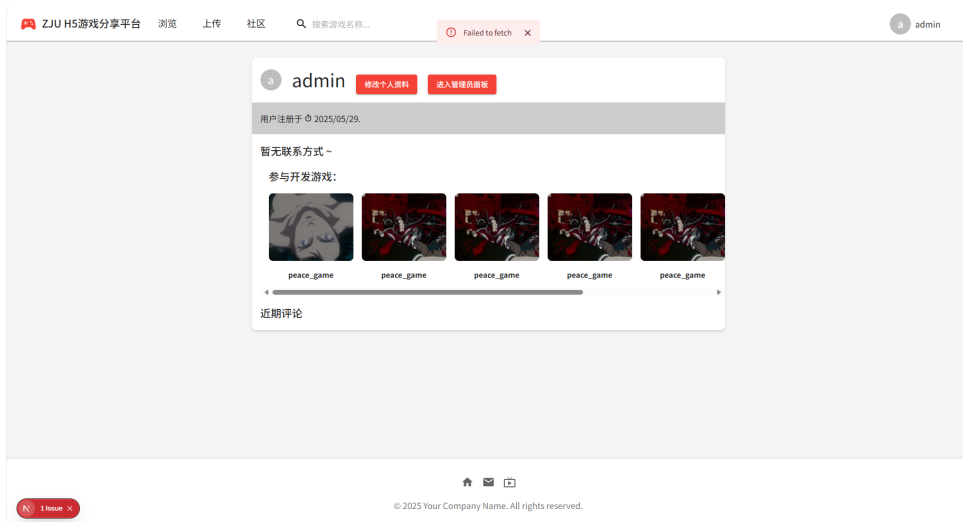 ZJU H5游戏分享平台 浏览 上传 社区 搜索游戏名称... Failed to fetch a admin
a admin 修改个人资料 进入管理员面板
用户注册于 2025/05/29.
暂无联系方式 ~
参与开发游戏：
peace_game peace_game peace_game peace_game peace_game
近期评论
© 2025 Your Company Name. All rights reserved.
N 1 Issue